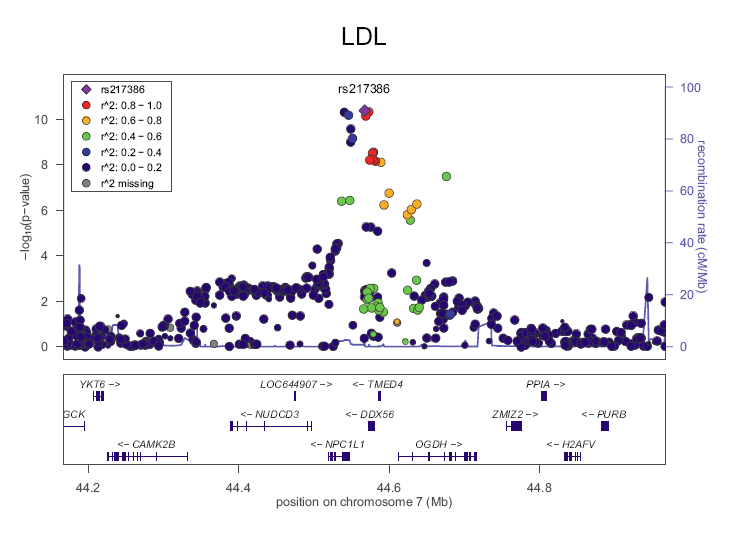 LDL
rs217386
rs217386
r^2: 0.8 − 1.0
r^2: 0.6 − 0.8
r^2: 0.4 − 0.6
r^2: 0.2 − 0.4
r^2: 0.0 − 0.2
r^2 missing
−log10(p−value)
10
8
6
4
2
0
100
80
60
40
20
0
recombination rate (cM/Mb)
YKT6 −>
LOC644907 −>
<− TMED4
PPIA −>
GCK
<− NUDCD3
<− DDX56
ZMIZ2 −>
<− PURB
<− CAMK2B
<− NPC1L1
OGDH −>
<− H2AFV
44.2
44.4
44.6
44.8
position on chromosome 7 (Mb)